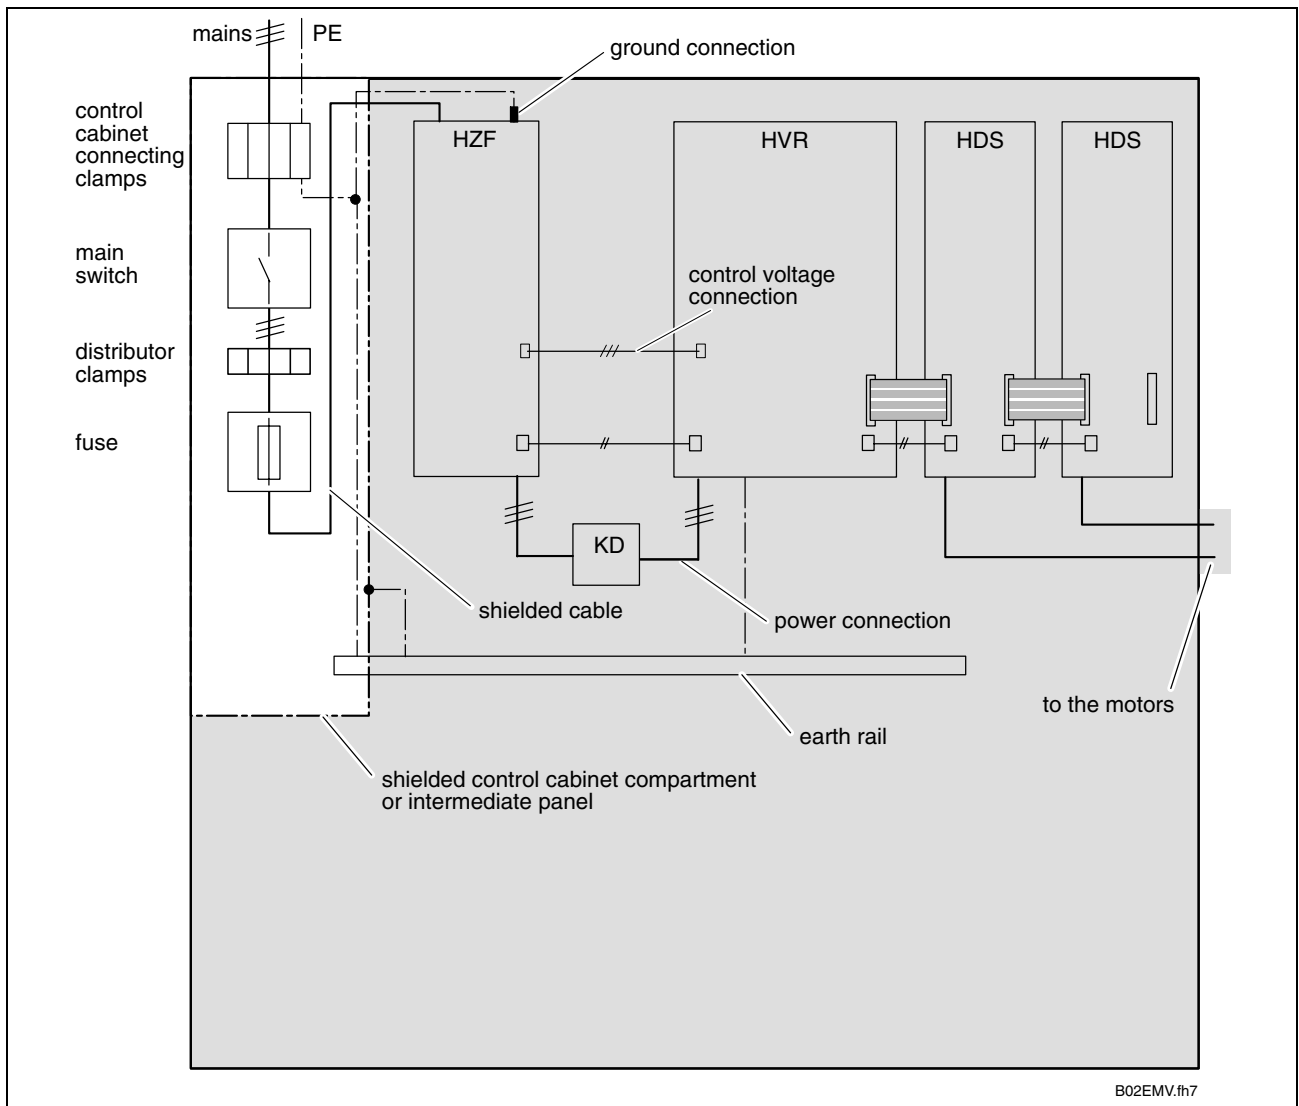 mains
PE
ground connection
control
cabinet
connecting
clamps
HZF
HVR
HDS
HDS
main
switch
control voltage
connection
distributor
clamps
fuse
KD
shielded cable
power connection
to the motors
earth rail
shielded control cabinet compartment
or intermediate panel
B02EMV.fh7